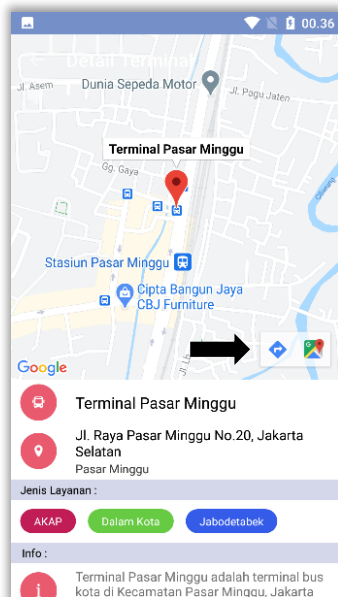 00.36
Detail Terminal
Jl. Asem
Dunia Sepeda Motor
Jl. Pagu Jaten
Terminal Pasar Minggu
Gg. Gaya
Ciliwung
Stasiun Pasar Minggu
Cipta Bangun Jaya
CBJ Furniture
Google
Terminal Pasar Minggu
Jl. Raya Pasar Minggu No.20, Jakarta
Selatan
Pasar Minggu
Jenis Layanan :
AKAP
Dalam Kota
Jabodetabek
Info :
Terminal Pasar Minggu adalah terminal bus
kota di Kecamatan Pasar Minggu, Jakarta